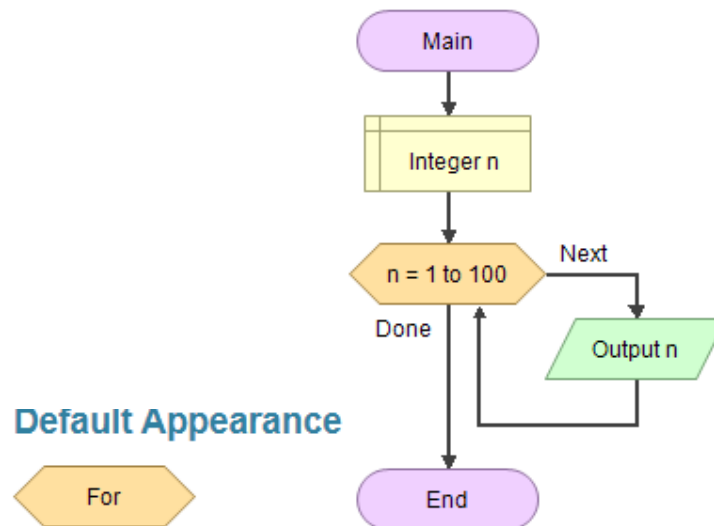 Main
Integer n
n = 1 to 100
Next
Done
Output n
Default Appearance
For
End